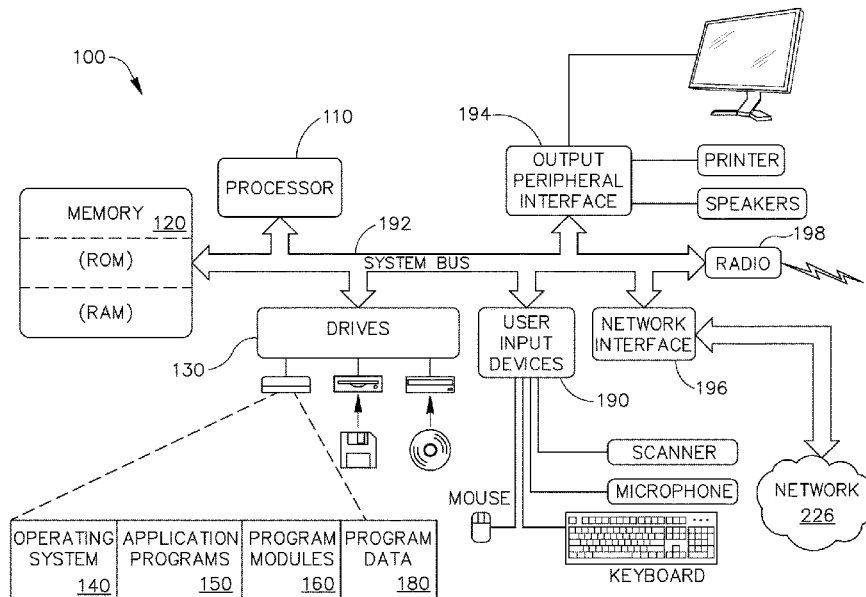 100
110
PROCESSOR
MEMORY 120
(ROM)
(RAM)
192
SYSTEM BUS
194
OUTPUT
PERIPHERAL
INTERFACE
PRINTER
SPEAKERS
198
RADIO
DRIVES
130
USER
INPUT
DEVICES
190
NETWORK
INTERFACE
196
SCANNER
MICROPHONE
MOUSE
KEYBOARD
NETWORK
226
OPERATING
SYSTEM
140
APPLICATION
PROGRAMS
150
PROGRAM
MODULES
160
PROGRAM
DATA
180